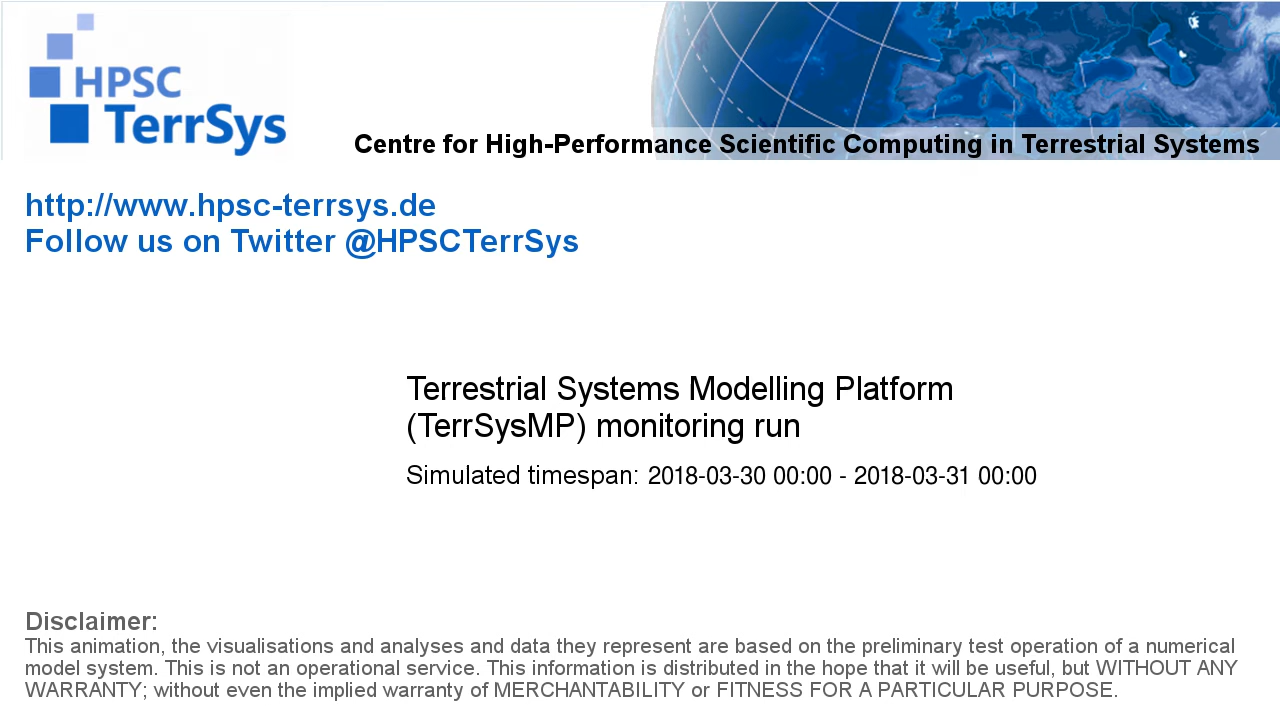 HPSC
TerrSys
Centre for High-Performance Scientific Computing in Terrestrial Systems
http://www.hpsc-terrsys.de
Follow us on Twitter @HPSCTerrSys
Terrestrial Systems Modelling Platform
(TerrSysMP) monitoring run
Simulated timespan: 2018-03-30 00:00 - 2018-03-31 00:00
Disclaimer:
This animation, the visualisations and analyses and data they represent are based on the preliminary test operation of a numerical
model system. This is not an operational service. This information is distributed in the hope that it will be useful, but WITHOUT ANY
WARRANTY; without even the implied warranty of MERCHANTABILITY or FITNESS FOR A PARTICULAR PURPOSE.